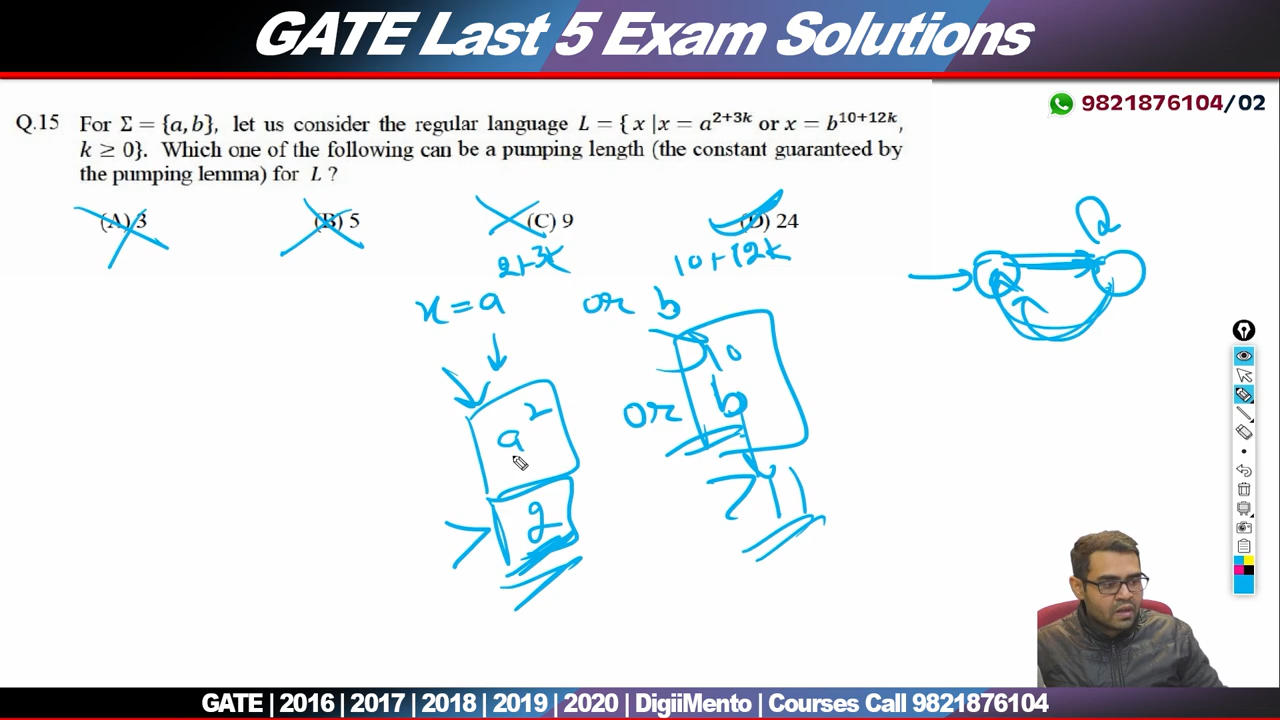 GATE Last 5 Exam Solutions
9821876104/02
Q.15 For Σ = {a, b}, let us consider the regular language L = { x |x = a^{2+3k} or x = b^{10+12k},
k ≥ 0}. Which one of the following can be a pumping length (the constant guaranteed by
the pumping lemma) for L ?
(A) 3 (B) 5 (C) 9 (D) 24
x = a^{2+3k} or b^{10+12k}
a^2 or b^{10}
2
≥11
GATE | 2016 | 2017 | 2018 | 2019 | 2020 | DigiiMento | Courses Call 9821876104